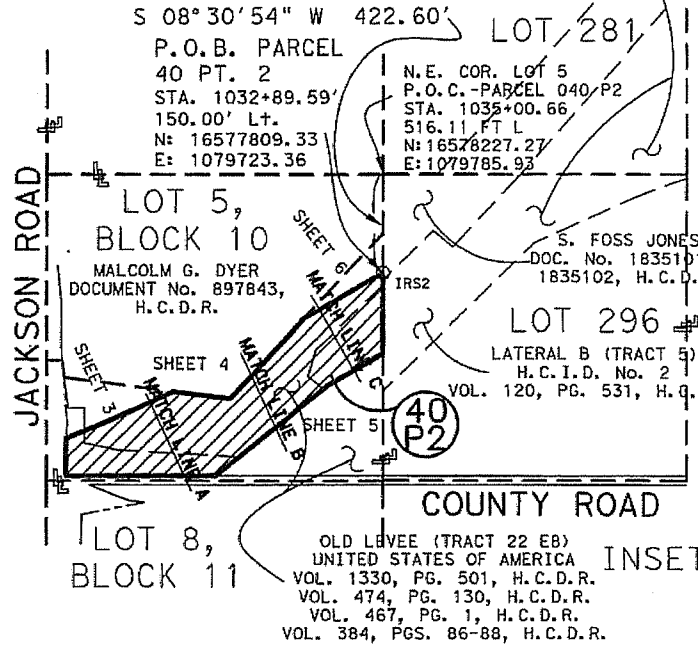 S 08°30'54" W 422.60'
LOT 281
P.O.B. PARCEL
40 PT. 2
STA. 1032+89.59'
150.00' Lt.
N: 16577809.33
E: 1079723.36
N.E. COR. LOT 5
P.O.C.-PARCEL 040 P2
STA. 1035+00.66
516.11 FT L
N:16578227.27
E:1079785.93
JACKSON ROAD
LOT 5,
BLOCK 10
MALCOLM G. DYER
DOCUMENT No. 897843,
H.C.D.R.
SHEET 6
MATCH LINE C
IRS2
S. FOSS JONES
DOC. No. 1835101
1835102, H.C.D.
LOT 296
LATERAL B (TRACT 5)
H.C.I.D. No. 2
VOL. 120, PG. 531, H.C.
SHEET 3
SHEET 4
MATCH LINE A
MATCH LINE B
SHEET 5
40
P2
COUNTY ROAD
LOT 8,
BLOCK 11
OLD LEVEE (TRACT 22 EB)
UNITED STATES OF AMERICA
VOL. 1330, PG. 501, H.C.D.R.
VOL. 474, PG. 130, H.C.D.R.
VOL. 467, PG. 1, H.C.D.R.
VOL. 384, PGS. 86-88, H.C.D.R.
INSET